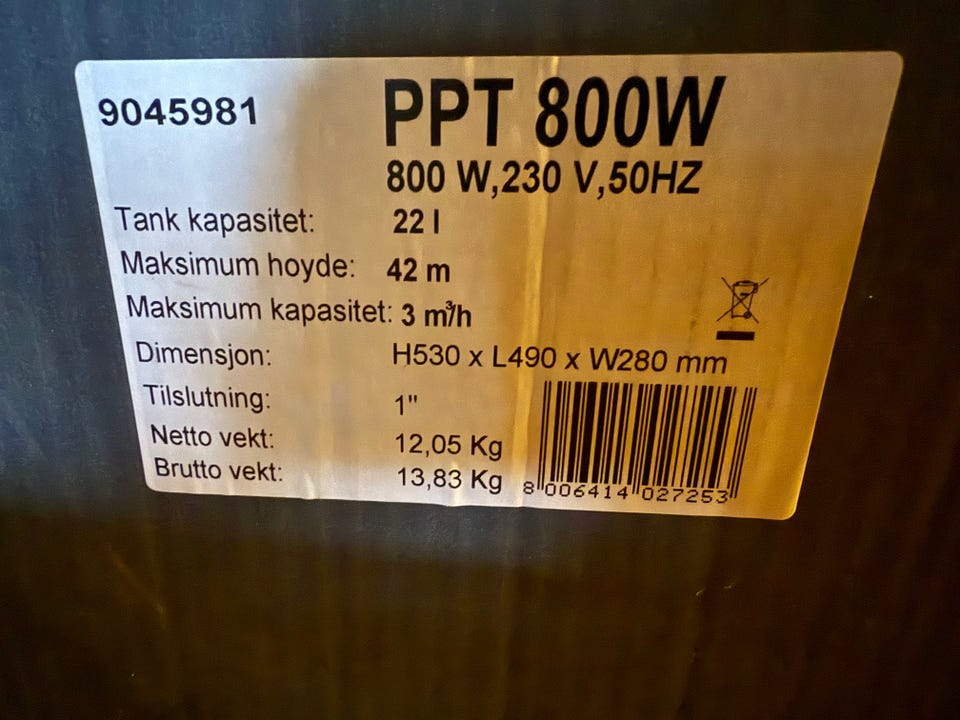 9045981
PPT 800W
800 W,230 V,50HZ
Tank kapasitet: 22 l
Maksimum hoyde: 42 m
Maksimum kapasitet: 3 m³/h
Dimensjon: H530 x L490 x W280 mm
Tilslutning: 1"
Netto vekt: 12,05 Kg
Brutto vekt: 13,83 Kg
8 006414 027253